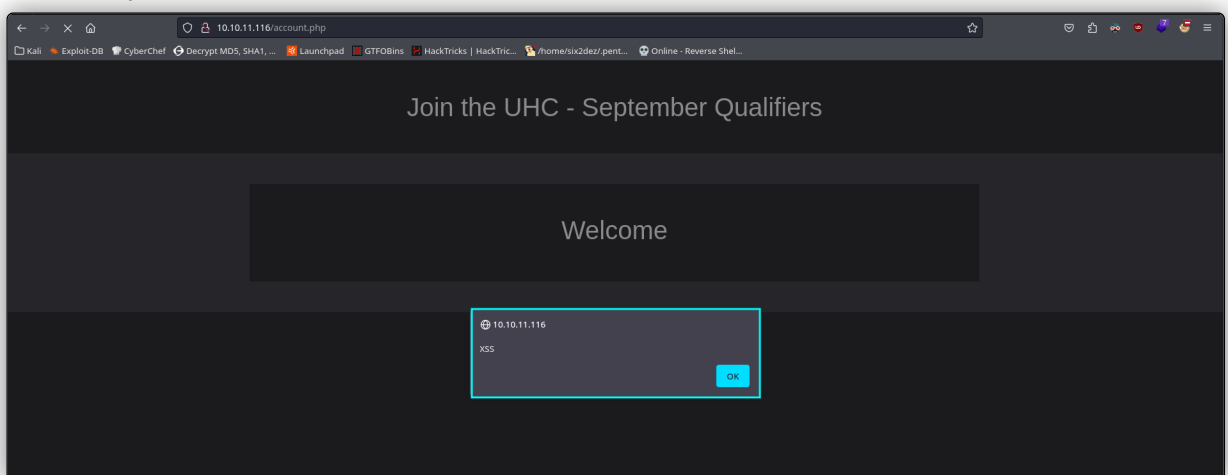 10.10.11.116/account.php
Kali Exploit-DB CyberChef Decrypt MD5, SHA1, ... Launchpad GTFOBins HackTricks | HackTric... /home/six2dez/.pent... Online - Reverse Shel...
Join the UHC - September Qualifiers
Welcome
10.10.11.116
xss
OK